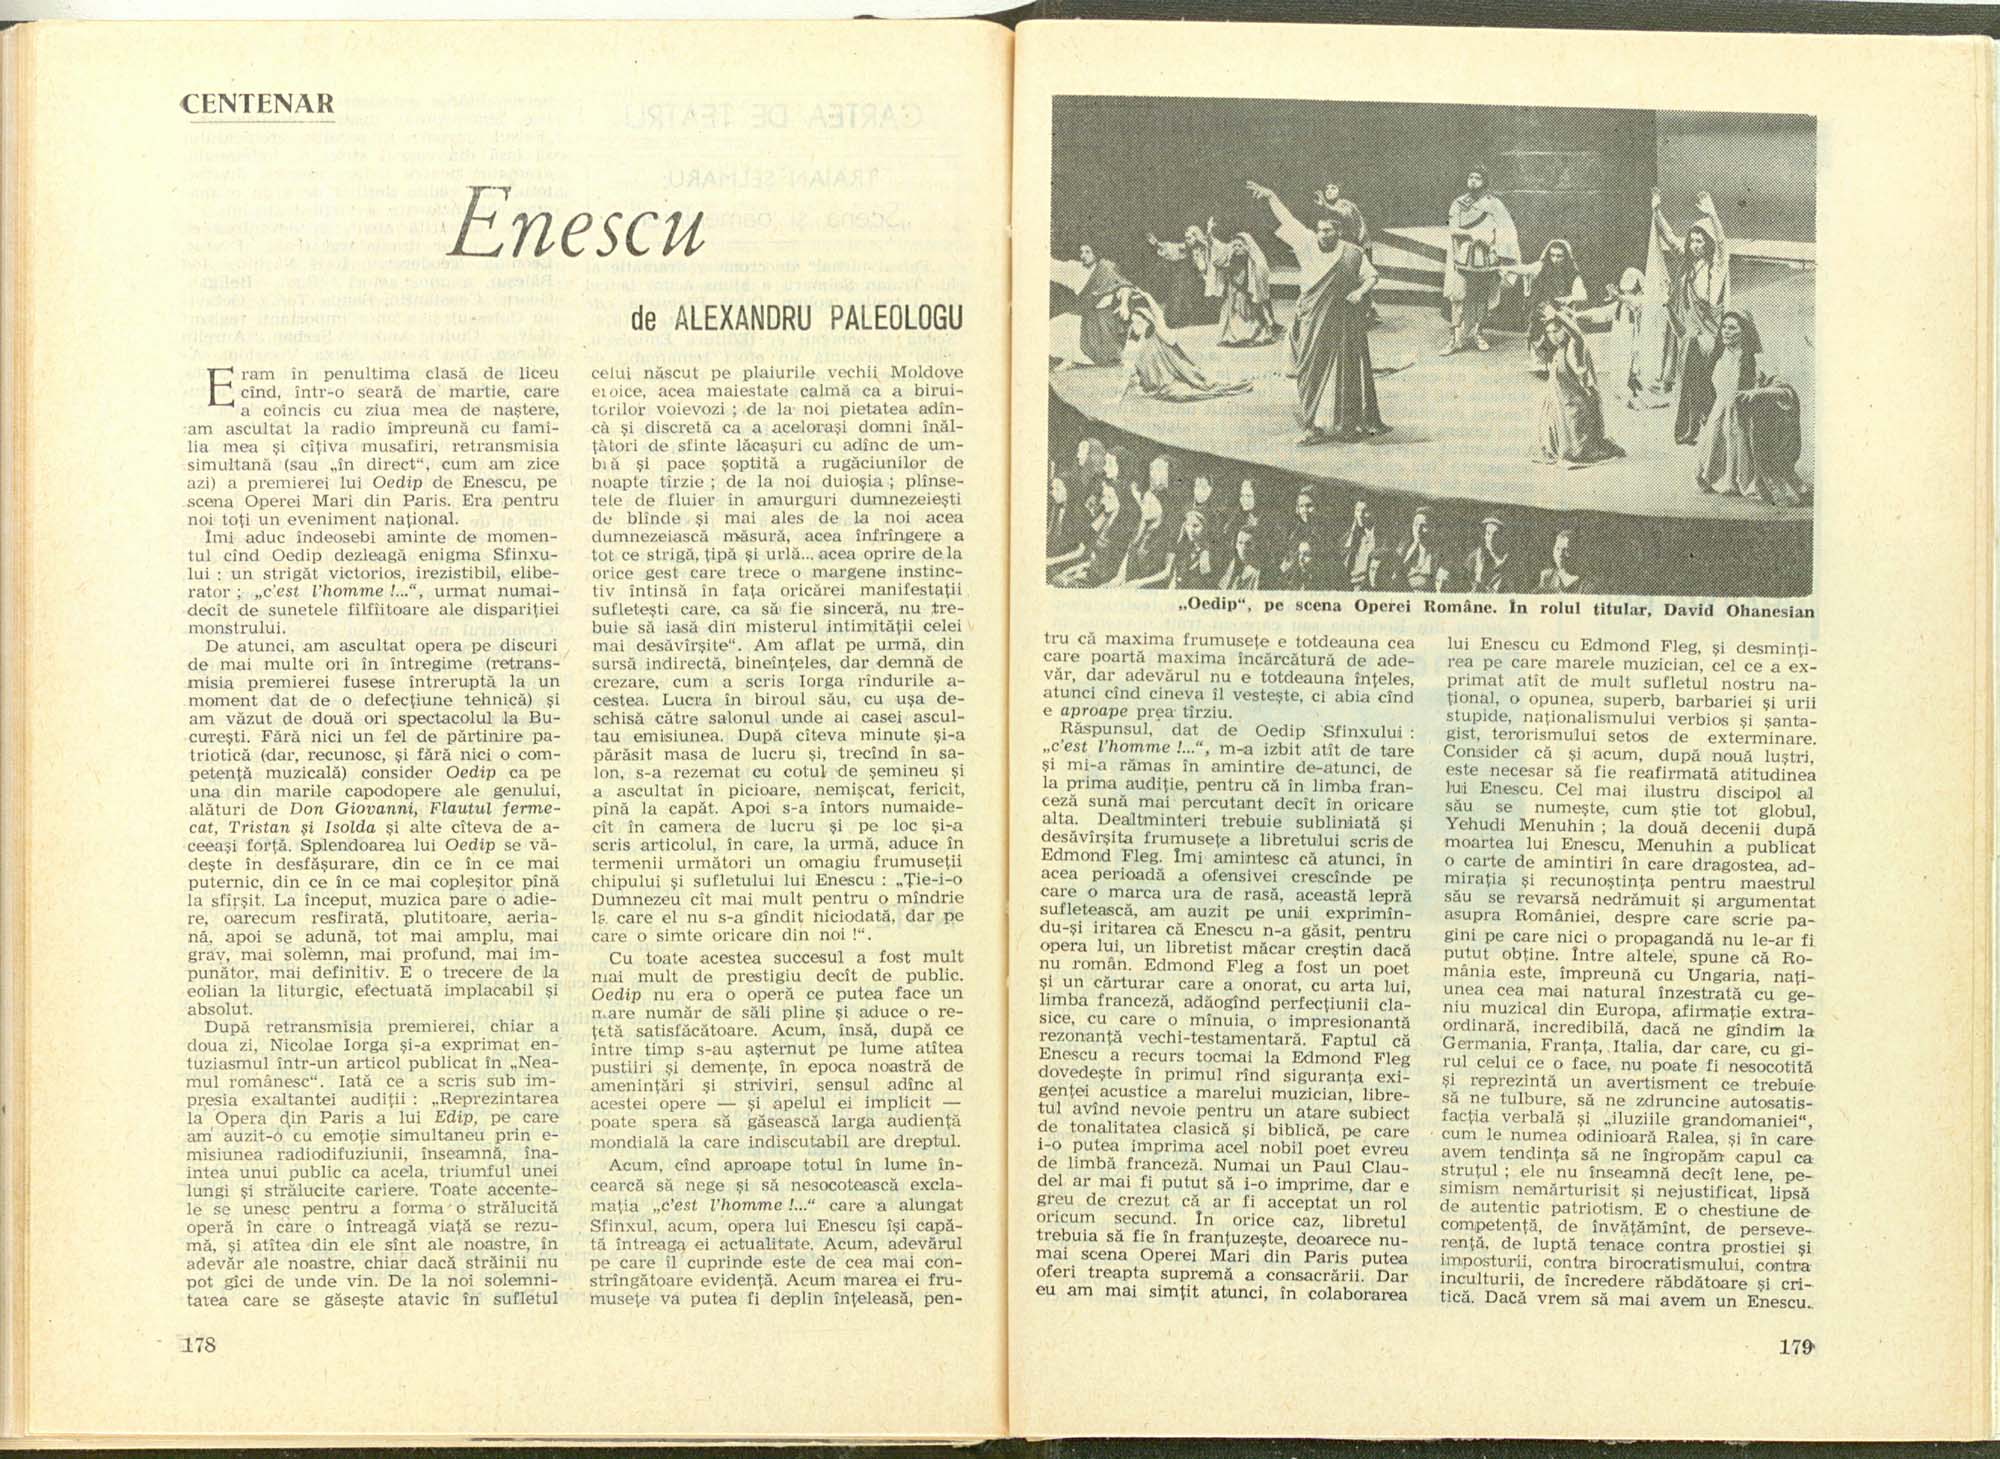 CENTENAR
Enescu
de ALEXANDRU PALEOLOGU
Eram în penultima clasă de liceu
cînd, într-o seară de martie, care
a coincis cu ziua mea de naștere,
am ascultat la radio împreună cu fami-
lia mea și cîțiva musafiri, retransmisia
simultană (sau „în direct“, cum am zice
azi) a premierei lui Oedip de Enescu, pe
scena Operei Mari din Paris. Era pentru
noi toți un eveniment național.
Îmi aduc îndeosebi aminte de momen-
tul cînd Oedip dezleagă enigma Sfinxu-
lui : un strigăt victorios, irezistibil, elibe-
rator ; „c'est l'homme !...“, urmat numai-
decît de sunetele filfiitoare ale dispariției
monstrului.
De atunci, am ascultat opera pe discuri
de mai multe ori în întregime (retrans-
misia premierei fusese întreruptă la un
moment dat de o defecțiune tehnică) și
am văzut de două ori spectacolul la Bu-
curești. Fără nici un fel de părtinire pa-
triotică (dar, recunosc, și fără nici o com-
petență muzicală) consider Oedip ca pe
una din marile capodopere ale genului,
alături de Don Giovanni, Flautul ferme-
cat, Tristan și Isolda și alte cîteva de a-
ceeași forță. Splendoarea lui Oedip se vă-
dește în desfășurare, din ce în ce mai
puternic, din ce în ce mai copleșitor pînă
la sfîrșit. La început, muzica pare o adie-
re, oarecum resfirată, plutitoare, aeria-
nă, apoi se adună, tot mai amplu, mai
grav, mai solemn, mai profund, mai im-
punător, mai definitiv. E o trecere de la
eolian la liturgic, efectuată implacabil și
absolut.
După retransmisia premierei, chiar a
doua zi, Nicolae Iorga și-a exprimat en-
tuziasmul într-un articol publicat în „Nea-
mul românesc“. Iată ce a scris sub im-
presia exaltantei audiții : „Reprezintarea
la Opera din Paris a lui Edip, pe care
am auzit-o cu emoție simultaneu prin e-
misiunea radiodifuziunii, înseamnă, îna-
intea unui public ca acela, triumful unei
lungi și strălucite cariere. Toate accente-
le se unesc pentru a forma o strălucită
operă în care o întreagă viață se rezu-
mă, și atîtea din ele sînt ale noastre, în
adevăr ale noastre, chiar dacă străinii nu
pot gîci de unde vin. De la noi solemni-
tatea care se găsește atavic în sufletul
celui născut pe plaiurile vechii Moldove
eroice, acea maiestate calmă ca a birui-
torilor voievozi ; de la noi pietatea adîn-
că și discretă ca a acelorași domni înăl-
țători de sfinte lăcașuri cu adînc de um-
bră și pace șoptită a rugăciunilor de
noapte tîrzie ; de la noi duioșia ; plînse-
tele de fluier în amurguri dumnezeiești
de blînde și mai ales de la noi acea
dumnezeiască măsură, acea înfrîngere a
tot ce strigă, țipă și urlă... acea oprire de la
orice gest care trece o margene instinc-
tiv întinsă în fața oricărei manifestații
sufletești care, ca să fie sinceră, nu tre-
buie să iasă din misterul intimității celei
mai desăvîrșite“. Am aflat pe urmă, din
sursă indirectă, bineînțeles, dar demnă de
crezare, cum a scris Iorga rîndurile a-
cestea. Lucra în biroul său, cu ușa de-
schisă către salonul unde ai casei ascul-
tau emisiunea. După cîteva minute și-a
părăsit masa de lucru și, trecînd în sa-
lon, s-a rezemat cu cotul de șemineu și
a ascultat în picioare, nemișcat, fericit,
pînă la capăt. Apoi s-a întors numaide-
cît în camera de lucru și pe loc și-a
scris articolul, în care, la urmă, aduce în
termenii următori un omagiu frumuseții
chipului și sufletului lui Enescu : „Ție-i-o
Dumnezeu cît mai mult pentru o mîndrie
la care el nu s-a gîndit niciodată, dar pe
care o simte oricare din noi !“.
Cu toate acestea succesul a fost mult
mai mult de prestigiu decît de public.
Oedip nu era o operă ce putea face un
mare număr de săli pline și aduce o re-
țetă satisfăcătoare. Acum, însă, după ce
între timp s-au așternut pe lume atîtea
pustiiri și demențe, în epoca noastră de
amenințări și striviri, sensul adînc al
acestei opere — și apelul ei implicit —
poate spera să găsească larga audiență
mondială la care indiscutabil are dreptul.
Acum, cînd aproape totul în lume în-
cearcă să nege și să nesocotească excla-
mația „c'est l'homme !...“ care a alungat
Sfinxul, acum, opera lui Enescu își capă-
tă întreaga ei actualitate. Acum, adevărul
pe care îl cuprinde este de cea mai con-
strîngătoare evidență. Acum marea ei fru-
musețe va putea fi deplin înțeleasă, pen-
178
„Oedip“, pe scena Operei Române. În rolul titular, David Ohanesian
tru că maxima frumusețe e totdeauna cea
care poartă maxima încărcătură de ade-
văr, dar adevărul nu e totdeauna înțeles,
atunci cînd cineva îl vestește, ci abia cînd
e aproape prea tîrziu.
Răspunsul, dat de Oedip Sfinxului :
„c'est l'homme !...“, m-a izbit atît de tare
și mi-a rămas în amintire de-atunci, de
la prima audiție, pentru că în limba fran-
ceză sună mai percutant decît în oricare
alta. Dealtminteri trebuie subliniată și
desăvîrșita frumusețe a libretului scris de
Edmond Fleg. Îmi amintesc că atunci, în
acea perioadă a ofensivei crescînde pe
care o marca ura de rasă, această lepră
sufletească, am auzit pe unii exprimîn-
du-și iritarea că Enescu n-a găsit, pentru
opera lui, un libretist măcar creștin dacă
nu român. Edmond Fleg a fost un poet
și un cărturar care a onorat, cu arta lui,
limba franceză, adăogînd perfecțiunii cla-
sice, cu care o mînuia, o impresionantă
rezonanță vechi-testamentară. Faptul că
Enescu a recurs tocmai la Edmond Fleg
dovedește în primul rînd siguranța exi-
genței acustice a marelui muzician, libre-
tul avînd nevoie pentru un atare subiect
de tonalitatea clasică și biblică, pe care
i-o putea imprima acel nobil poet evreu
de limbă franceză. Numai un Paul Clau-
del ar mai fi putut să i-o imprime, dar e
greu de crezut că ar fi acceptat un rol
oricum secund. În orice caz, libretul
trebuia să fie în franțuzește, deoarece nu-
mai scena Operei Mari din Paris putea
oferi treapta supremă a consacrării. Dar
eu am mai simțit atunci, în colaborarea
lui Enescu cu Edmond Fleg, și desminți-
rea pe care marele muzician, cel ce a ex-
primat atît de mult sufletul nostru na-
țional, o opunea, superb, barbariei și urii
stupide, naționalismului verbios și șanta-
gist, terorismului setos de exterminare.
Consider că și acum, după nouă luștri,
este necesar să fie reafirmată atitudinea
lui Enescu. Cel mai ilustru discipol al
său se numește, cum știe tot globul,
Yehudi Menuhin ; la două decenii după
moartea lui Enescu, Menuhin a publicat
o carte de amintiri în care dragostea, ad-
mirația și recunoștința pentru maestrul
său se revarsă nedrămuit și argumentat
asupra României, despre care scrie pa-
gini pe care nici o propagandă nu le-ar fi
putut obține. Între altele, spune că Ro-
mânia este, împreună cu Ungaria, nați-
unea cea mai natural înzestrată cu ge-
niu muzical din Europa, afirmație extra-
ordinară, incredibilă, dacă ne gîndim la
Germania, Franța, Italia, dar care, cu gi-
rul celui ce o face, nu poate fi nesocotită
și reprezintă un avertisment ce trebuie
să ne tulbure, să ne zdruncine autosatis-
facția verbală și „iluziile grandomaniei“,
cum le numea odinioară Ralea, și în care
avem tendința să ne îngropăm capul ca
struțul ; ele nu înseamnă decît lene, pe-
simism nemărturisit și nejustificat, lipsă
de autentic patriotism. E o chestiune de
competență, de învățămînt, de perseve-
rență, de luptă tenace contra prostiei și
imposturii, contra birocratismului, contra
inculturii, de încredere răbdătoare și cri-
tică. Dacă vrem să mai avem un Enescu.
179